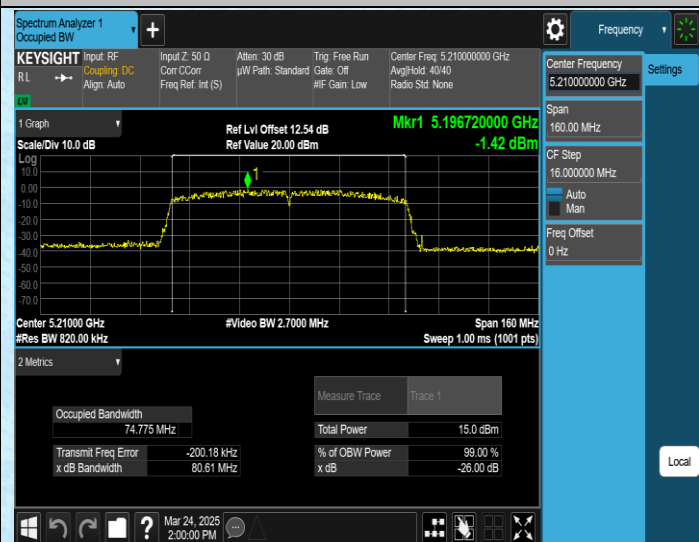 Spectrum Analyzer 1
Occupied BW
+
Frequency
KEYSIGHT
RL
LM
Input: RF
Coupling: DC
Align: Auto
Input Z: 50 Ω
Corr CCorr
Freq Ref: Int (S)
Atten: 30 dB
µW Path: Standard
Trig: Free Run
Gate: Off
#IF Gain: Low
Center Freq: 5.210000000 GHz
Avg|Hold: 40/40
Radio Std: None
Center Frequency
5.210000000 GHz
Settings
Span
160.00 MHz
CF Step
16.000000 MHz
Auto
Man
Freq Offset
0 Hz
Local
1 Graph
Scale/Div 10.0 dB
Ref Lvl Offset 12.54 dB
Ref Value 20.00 dBm
Mkr1 5.196720000 GHz
-1.42 dBm
Log
10.0
0.00
-10.0
-20.0
-30.0
-40.0
-50.0
-60.0
-70.0
1
Center 5.21000 GHz
#Video BW 2.7000 MHz
Span 160 MHz
#Res BW 820.00 kHz
Sweep 1.00 ms (1001 pts)
2 Metrics
Measure Trace Trace 1
Occupied Bandwidth
74.775 MHz
Total Power 15.0 dBm
Transmit Freq Error -200.18 kHz
% of OBW Power 99.00 %
x dB Bandwidth 80.61 MHz
x dB -26.00 dB
?
Mar 24, 2025
2:00:00 PM